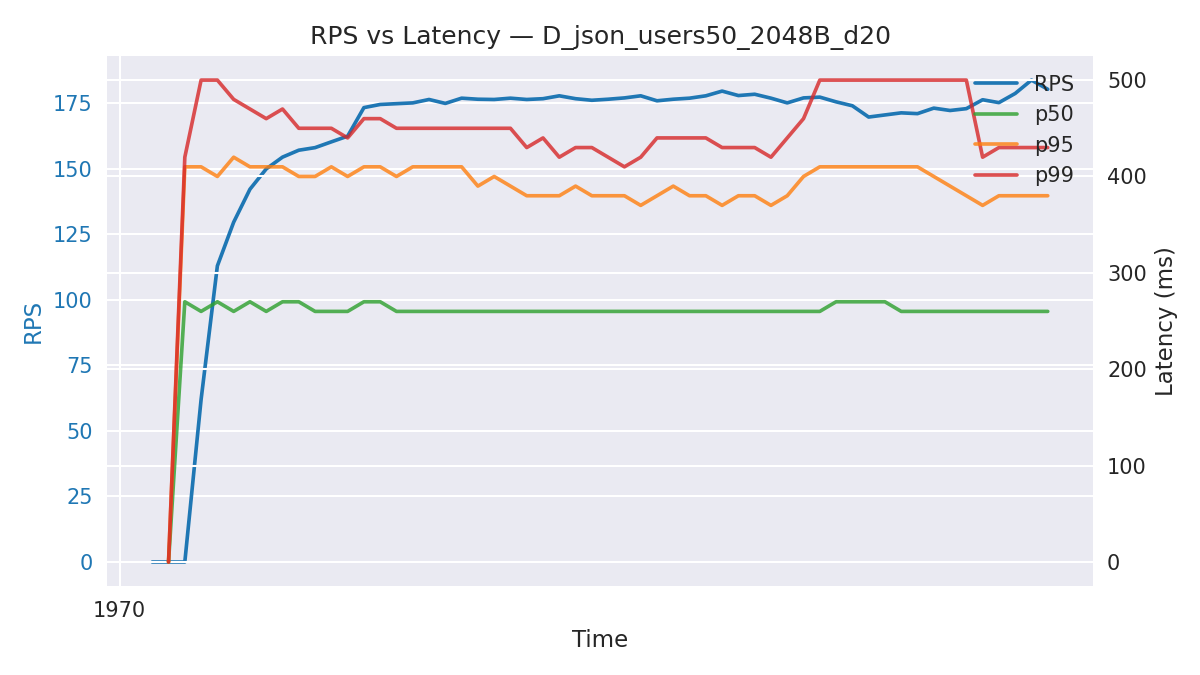 RPS vs Latency — D_json_users50_2048B_d20
175
150
125
100
75
50
25
0
RPS
500
400
300
200
100
0
Latency (ms)
RPS
p50
p95
p99
1970
Time